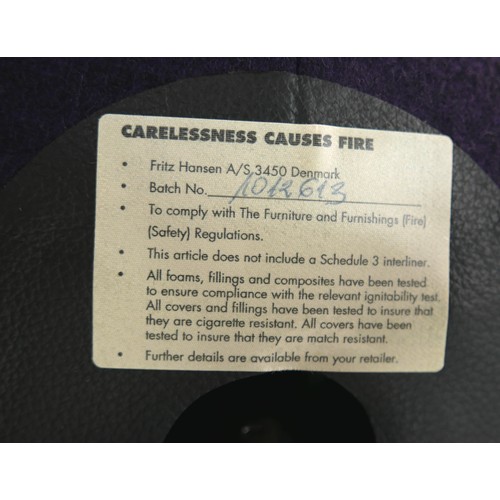 CARELESSNESS CAUSES FIRE
• Fritz Hansen A/S 3450 Denmark
• Batch No. 1012613
• To comply with The Furniture and Furnishings (Fire)
(Safety) Regulations.
• This article does not include a Schedule 3 interliner.
• All foams, fillings and composites have been tested
to ensure compliance with the relevant ignitability test.
All covers and fillings have been tested to insure that
they are cigarette resistant. All covers have been
tested to insure that they are match resistant.
• Further details are available from your retailer.